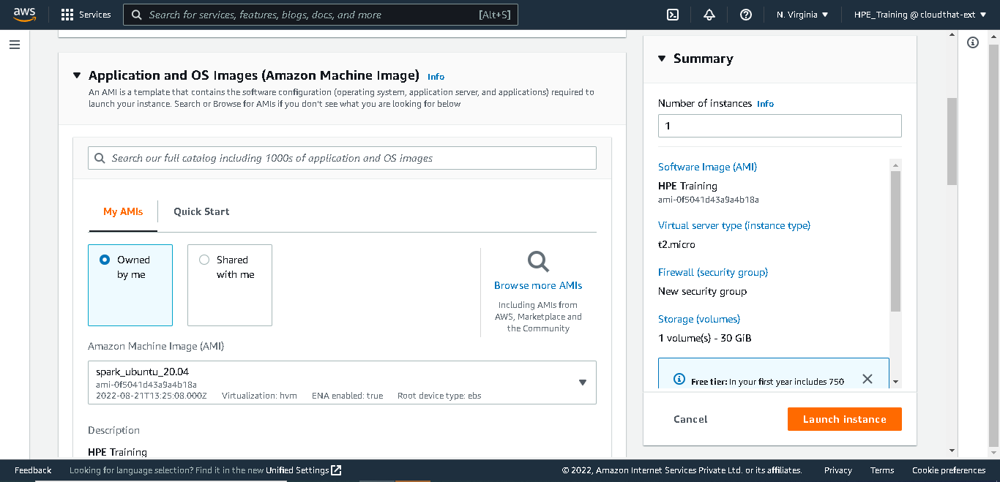 aws
Services
Search for services, features, blogs, docs, and more
[Alt+S]
N. Virginia
HPE_Training @ cloudthat-ext
Application and OS Images (Amazon Machine Image) Info
An AMI is a template that contains the software configuration (operating system, application server, and applications) required to
launch your instance. Search or Browse for AMIs if you don't see what you are looking for below
Search our full catalog including 1000s of application and OS images
My AMIs
Quick Start
Owned
by me
Shared
with me
Browse more AMIs
Including AMIs from
AWS, Marketplace and
the Community
Amazon Machine Image (AMI)
spark_ubuntu_20.04
ami-0f5041d43a9a4b18a
2022-08-21T13:25:08.000Z Virtualization: hvm ENA enabled: true Root device type: ebs
Description
HPE Training
Summary
Number of instances Info
1
Software Image (AMI)
HPE Training
ami-0f5041d43a9a4b18a
Virtual server type (instance type)
t2.micro
Firewall (security group)
New security group
Storage (volumes)
1 volume(s) - 30 GiB
Free tier: In your first year includes 750
Cancel
Launch instance
Feedback
Looking for language selection? Find it in the new Unified Settings
© 2022, Amazon Internet Services Private Ltd. or its affiliates.
Privacy
Terms
Cookie preferences